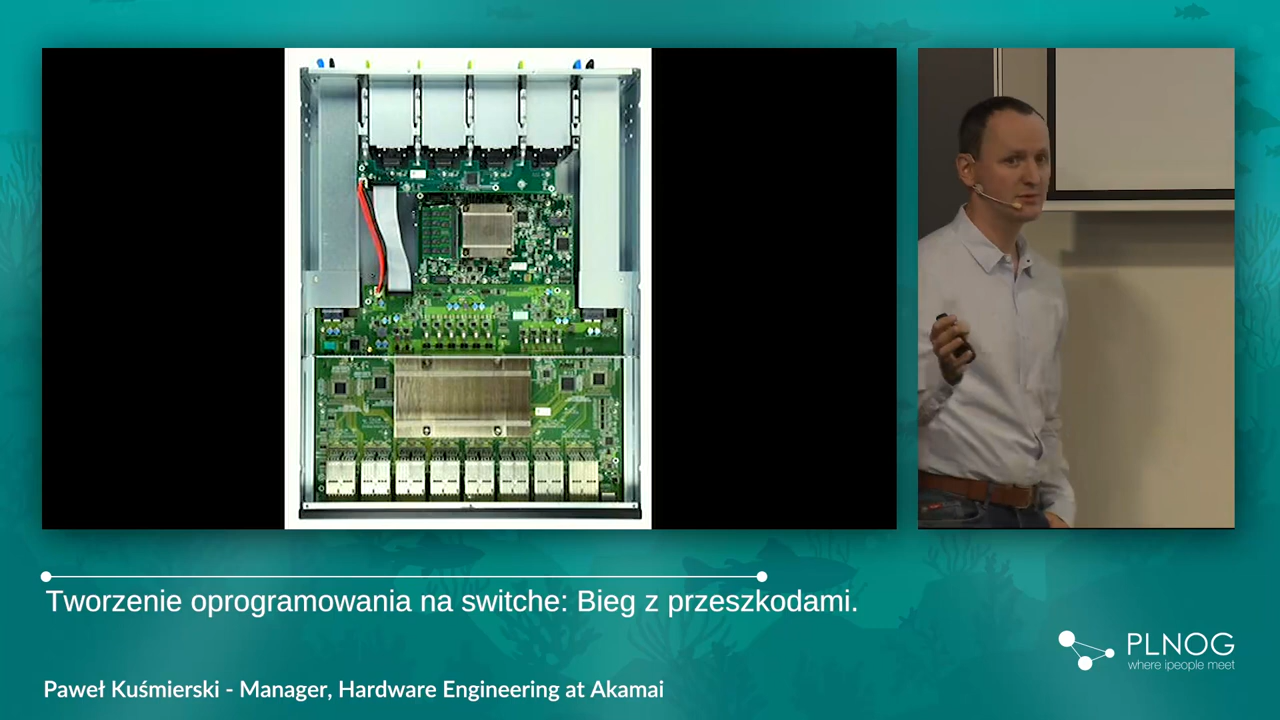 Tworzenie oprogramowania na switche: Bieg z przeszkodami.
PLNOG
where ipeople meet
Paweł Kuśmierski - Manager, Hardware Engineering at Akamai